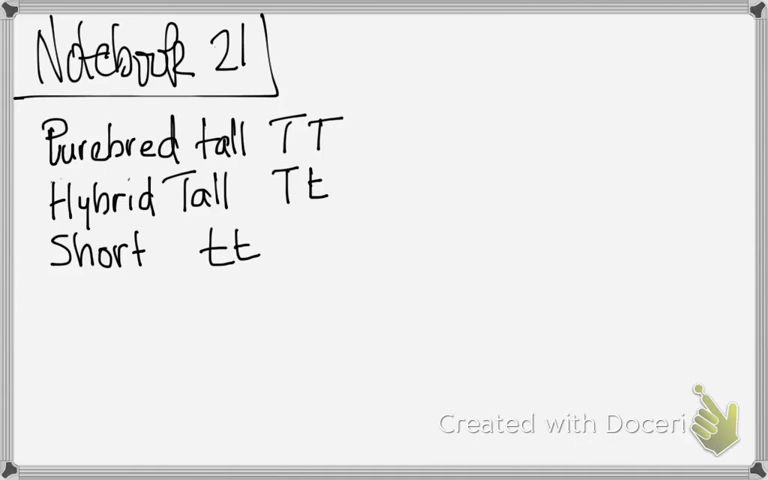 Notebook 21
Purebred tall TT
Hybrid Tall Tt
Short tt
Created with Doceri